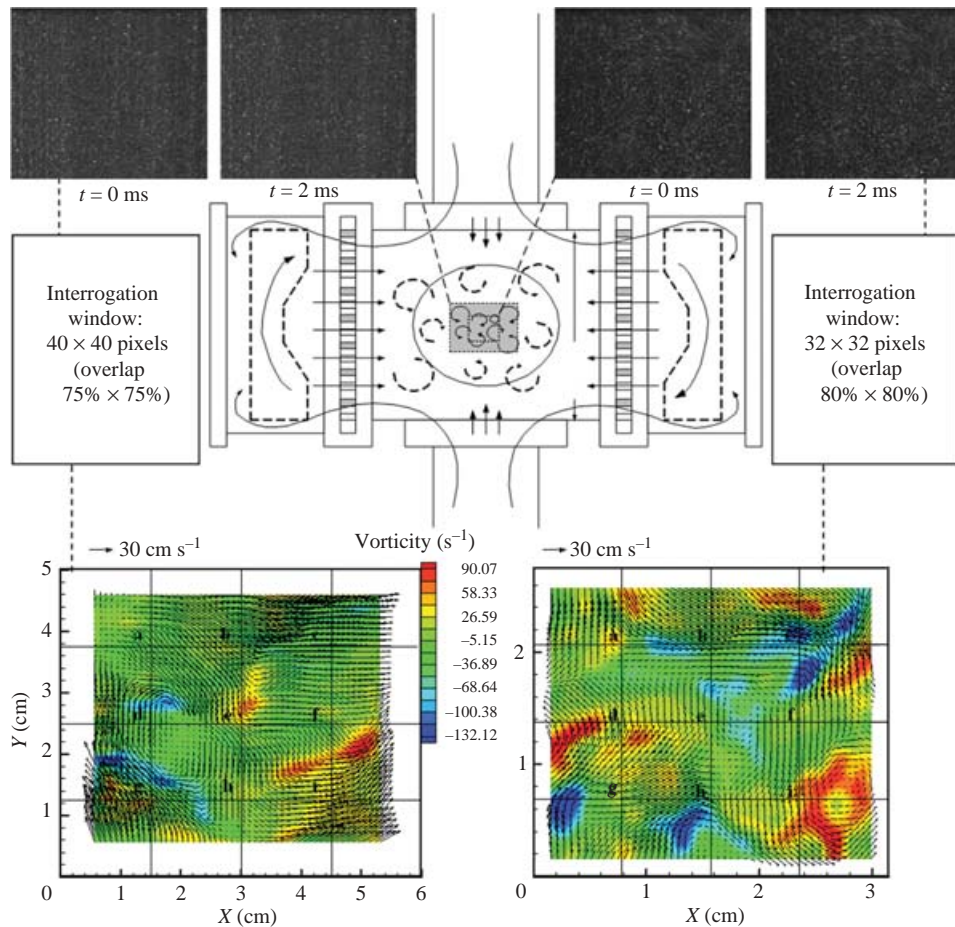 t = 0 ms
t = 2 ms
t = 0 ms
t = 2 ms
Interrogation
window:
40 × 40 pixels
(overlap
75% × 75%)
Interrogation
window:
32 × 32 pixels
(overlap
80% × 80%)
30 cm s⁻¹
Vorticity (s⁻¹)
90.07
58.33
26.59
−5.15
−36.89
−68.64
−100.38
−132.12
30 cm s⁻¹
5
4
3
2
1
Y (cm)
a
b
c
d
e
f
h
0
1
2
3
4
5
6
X (cm)
2
1
a
b
d
e
f
g
h
0
1
2
3
X (cm)